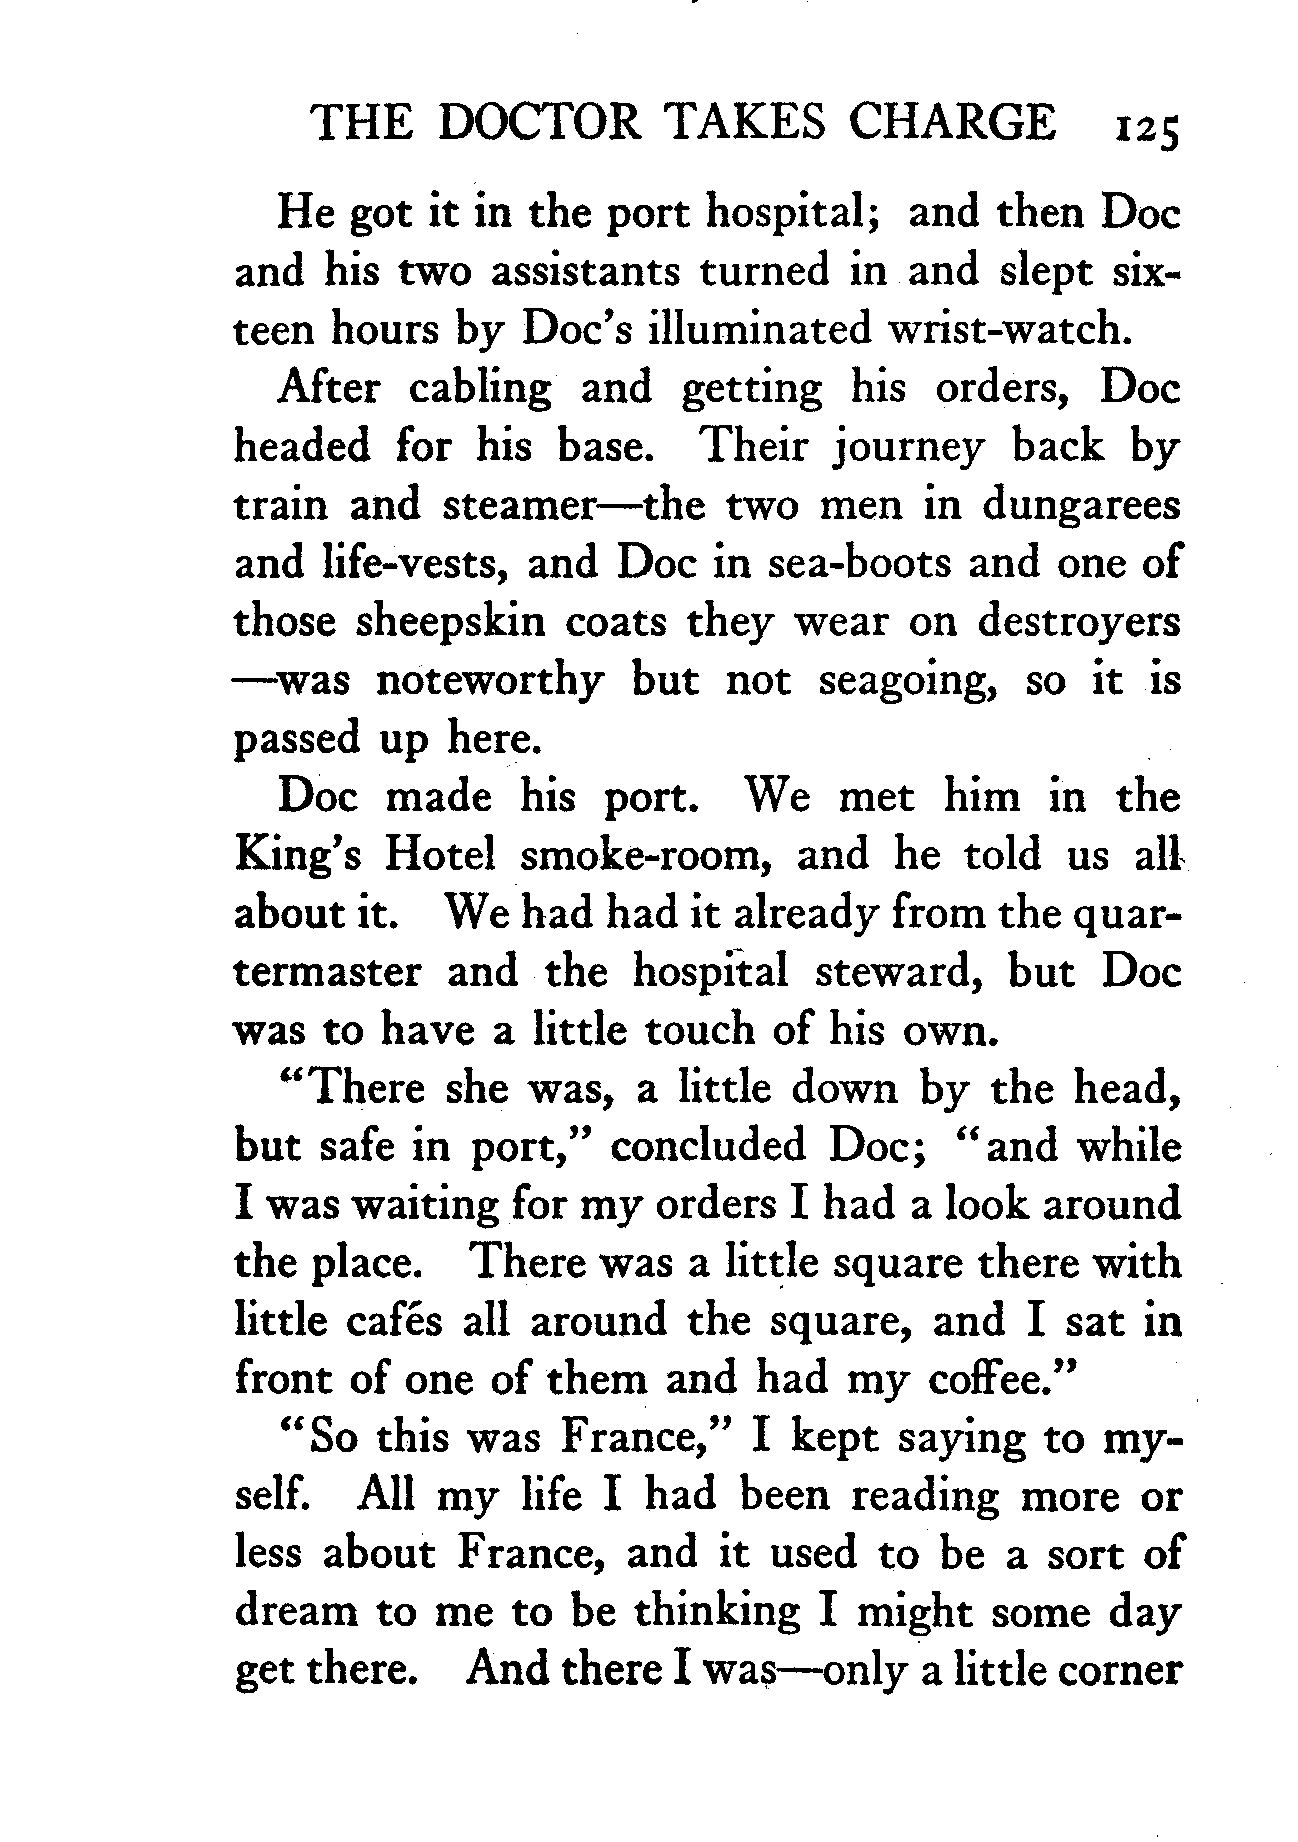 THE DOCTOR TAKES CHARGE 125
He got it in the port hospital; and then Doc
and his two assistants turned in and slept six-
teen hours by Doc's illuminated wrist-watch.
After cabling and getting his orders, Doc
headed for his base. Their journey back by
train and steamer—the two men in dungarees
and life-vests, and Doc in sea-boots and one of
those sheepskin coats they wear on destroyers
—was noteworthy but not seagoing, so it is
passed up here.
Doc made his port. We met him in the
King's Hotel smoke-room, and he told us all
about it. We had had it already from the quar-
termaster and the hospital steward, but Doc
was to have a little touch of his own.
"There she was, a little down by the head,
but safe in port," concluded Doc; "and while
I was waiting for my orders I had a look around
the place. There was a little square there with
little cafés all around the square, and I sat in
front of one of them and had my coffee."
"So this was France," I kept saying to my-
self. All my life I had been reading more or
less about France, and it used to be a sort of
dream to me to be thinking I might some day
get there. And there I was—only a little corner